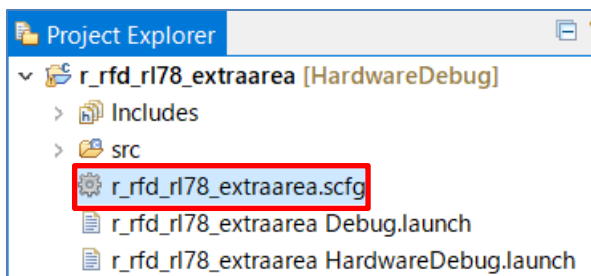 Project Explorer
r_rfd_rl78_extraarea [HardwareDebug]
Includes
src
r_rfd_rl78_extraarea.scfg
r_rfd_rl78_extraarea Debug.launch
r_rfd_rl78_extraarea HardwareDebug.launch